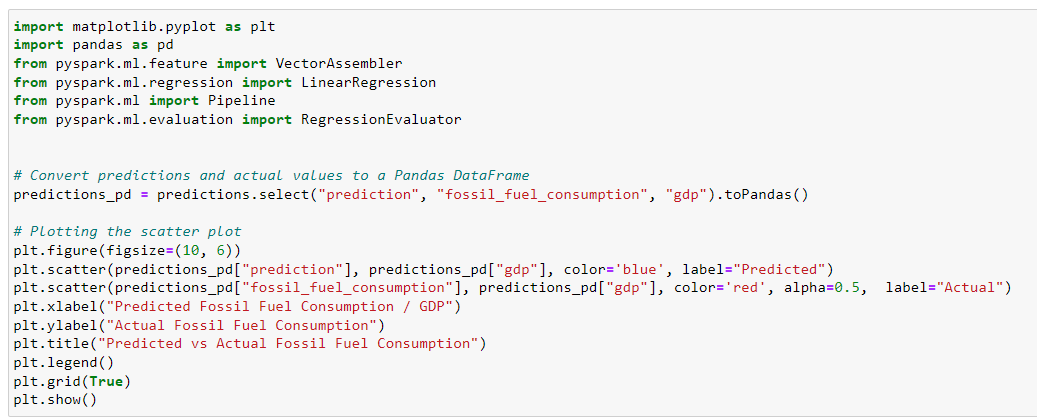 import matplotlib.pyplot as plt
import pandas as pd
from pyspark.ml.feature import VectorAssembler
from pyspark.ml.regression import LinearRegression
from pyspark.ml import Pipeline
from pyspark.ml.evaluation import RegressionEvaluator
# Convert predictions and actual values to a Pandas DataFrame
predictions_pd = predictions.select("prediction", "fossil_fuel_consumption", "gdp").toPandas()
# Plotting the scatter plot
plt.figure(figsize=(10, 6))
plt.scatter(predictions_pd["prediction"], predictions_pd["gdp"], color='blue', label="Predicted")
plt.scatter(predictions_pd["fossil_fuel_consumption"], predictions_pd["gdp"], color='red', alpha=0.5,  label="Actual")
plt.xlabel("Predicted Fossil Fuel Consumption / GDP")
plt.ylabel("Actual Fossil Fuel Consumption")
plt.title("Predicted vs Actual Fossil Fuel Consumption")
plt.legend()
plt.grid(True)
plt.show()